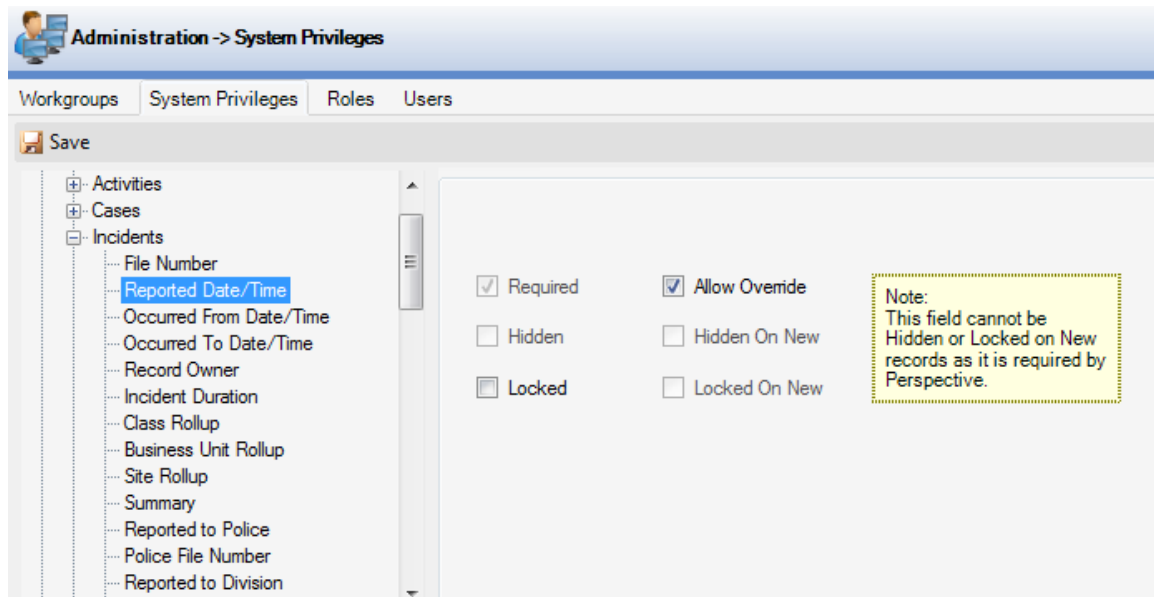 Administration -> System Privileges
Workgroups System Privileges Roles Users
Save
Activities
Cases
Incidents
File Number
Reported Date/Time
Occurred From Date/Time
Occurred To Date/Time
Record Owner
Incident Duration
Class Rollup
Business Unit Rollup
Site Rollup
Summary
Reported to Police
Police File Number
Reported to Division
Required Allow Override
Hidden Hidden On New
Locked Locked On New
Note:
This field cannot be
Hidden or Locked on New
records as it is required by
Perspective.